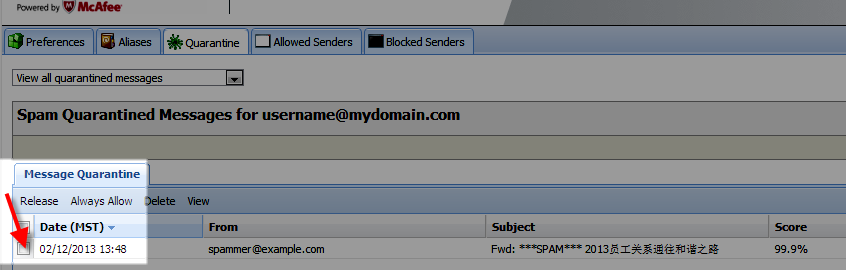 Powered by McAfee
Preferences Aliases Quarantine Allowed Senders Blocked Senders
View all quarantined messages
Spam Quarantined Messages for username@mydomain.com
Message Quarantine
Release Always Allow Delete View
Date (MST) From Subject Score
02/12/2013 13:48 spammer@example.com Fwd: ***SPAM*** 2013员工关系通往和谐之路 99.9%